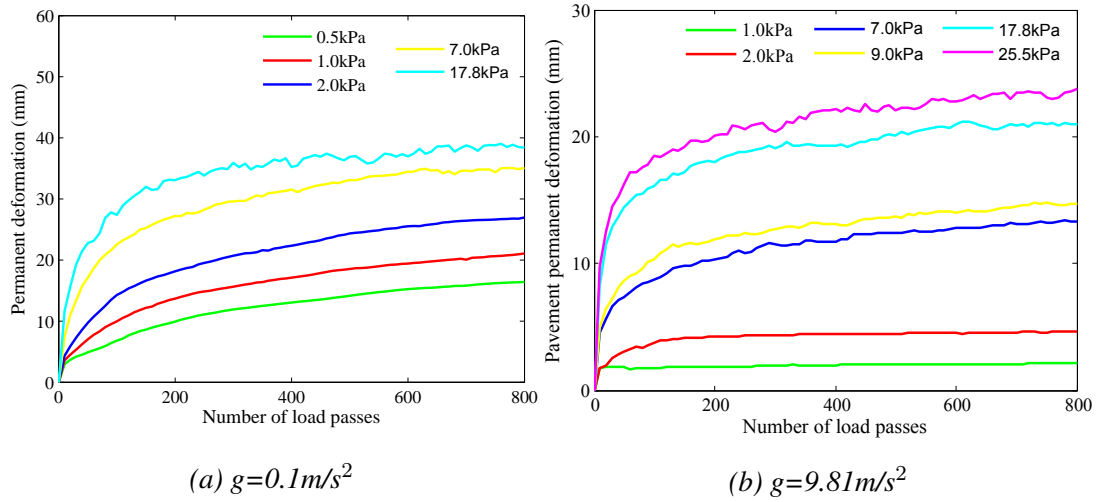 60
50
40
30
20
10
0
Permanent deformation (mm)
0.5kPa
1.0kPa
2.0kPa
7.0kPa
17.8kPa
0 200 400 600 800
Number of load passes
(a) g=0.1m/s²
30
20
10
0
Pavement permanent deformation (mm)
1.0kPa 7.0kPa 17.8kPa
2.0kPa 9.0kPa 25.5kPa
0 200 400 600 800
Number of load passes
(b) g=9.81m/s²